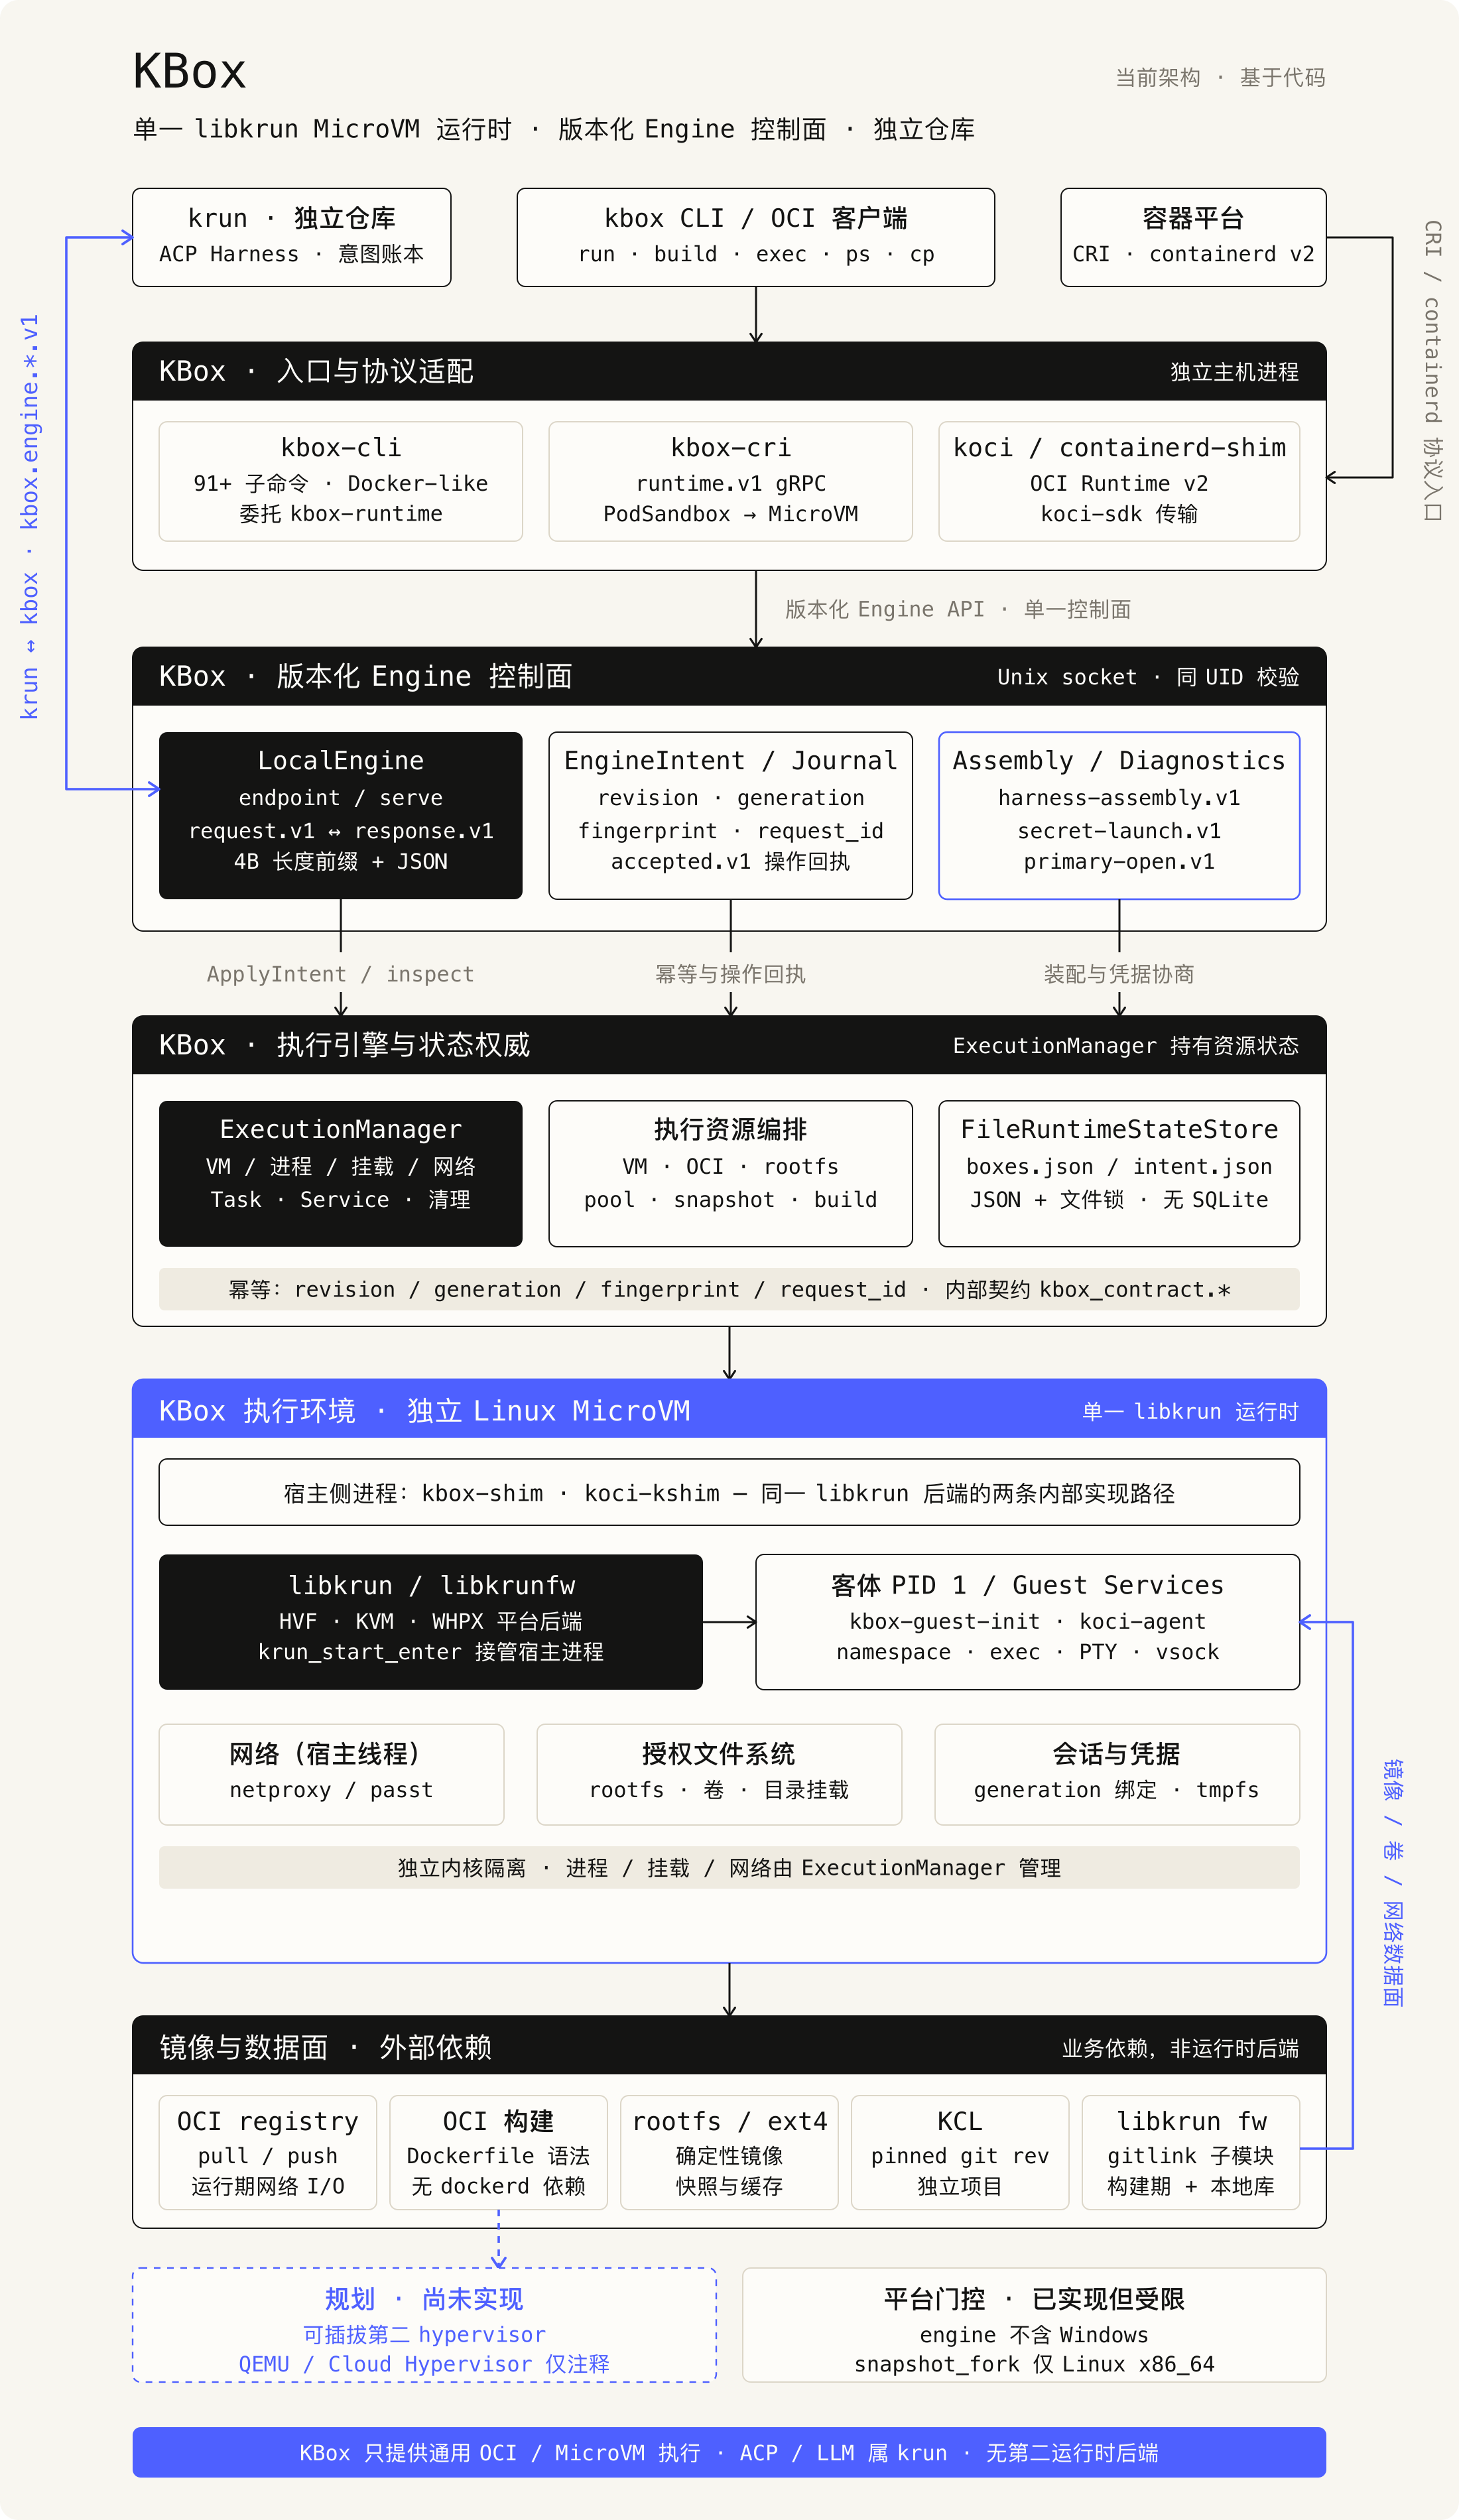 KBox
当前架构 · 基于代码
单一 libkrun MicroVM 运行时 · 版本化 Engine 控制面 · 独立仓库
krun · 独立仓库
ACP Harness · 意图账本
kbox CLI / OCI 客户端
run · build · exec · ps · cp
容器平台
CRI · containerd v2
krun ↔ kbox · kbox.engine.*.v1
CRI / containerd 协议入口
KBox · 入口与协议适配
独立主机进程
kbox-cli
91+ 子命令 · Docker-like
委托 kbox-runtime
kbox-cri
runtime.v1 gRPC
PodSandbox → MicroVM
koci / containerd-shim
OCI Runtime v2
koci-sdk 传输
版本化 Engine API · 单一控制面
KBox · 版本化 Engine 控制面
Unix socket · 同 UID 校验
LocalEngine
endpoint / serve
request.v1 ↔ response.v1
4B 长度前缀 + JSON
EngineIntent / Journal
revision · generation
fingerprint · request_id
accepted.v1 操作回执
Assembly / Diagnostics
harness-assembly.v1
secret-launch.v1
primary-open.v1
ApplyIntent / inspect
幂等与操作回执
装配与凭据协商
KBox · 执行引擎与状态权威
ExecutionManager 持有资源状态
ExecutionManager
VM / 进程 / 挂载 / 网络
Task · Service · 清理
执行资源编排
VM · OCI · rootfs
pool · snapshot · build
FileRuntimeStateStore
boxes.json / intent.json
JSON + 文件锁 · 无 SQLite
幂等: revision / generation / fingerprint / request_id · 内部契约 kbox_contract.*
KBox 执行环境 · 独立 Linux MicroVM
单一 libkrun 运行时
宿主侧进程: kbox-shim · koci-kshim — 同一 libkrun 后端的两条内部实现路径
libkrun / libkrunfw
HVF · KVM · WHPX 平台后端
krun_start_enter 接管宿主进程
客体 PID 1 / Guest Services
kbox-guest-init · koci-agent
namespace · exec · PTY · vsock
网络（宿主线程）
netproxy / passt
授权文件系统
rootfs · 卷 · 目录挂载
会话与凭据
generation 绑定 · tmpfs
独立内核隔离 · 进程 / 挂载 / 网络由 ExecutionManager 管理
镜像 / 卷 / 网络数据面
镜像与数据面 · 外部依赖
业务依赖，非运行时后端
OCI registry
pull / push
运行期网络 I/O
OCI 构建
Dockerfile 语法
无 dockerd 依赖
rootfs / ext4
确定性镜像
快照与缓存
KCL
pinned git rev
独立项目
libkrun fw
gitlink 子模块
构建期 + 本地库
规划 · 尚未实现
可插拔第二 hypervisor
QEMU / Cloud Hypervisor 仅注释
平台门控 · 已实现但受限
engine 不含 Windows
snapshot_fork 仅 Linux x86_64
KBox 只提供通用 OCI / MicroVM 执行 · ACP / LLM 属 krun · 无第二运行时后端